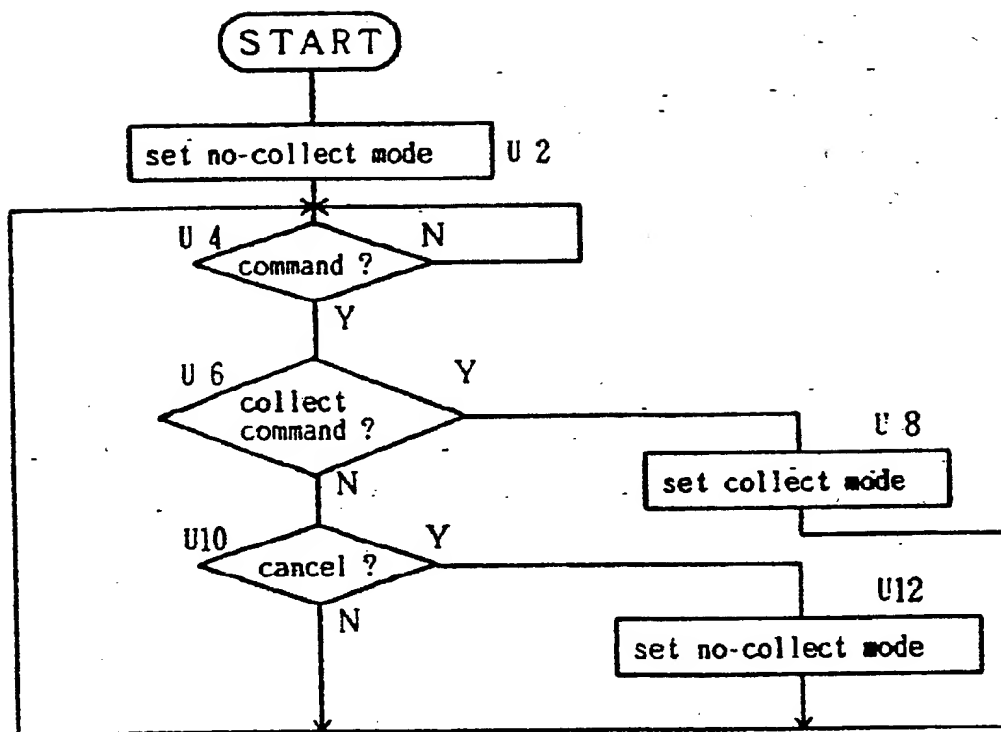 START
set no-collect mode
U 2
U 4
N
command ?
Y
U 6
Y
collect
command ?
N
U 8
set collect mode
U10
Y
cancel ?
N
U12
set no-collect mode